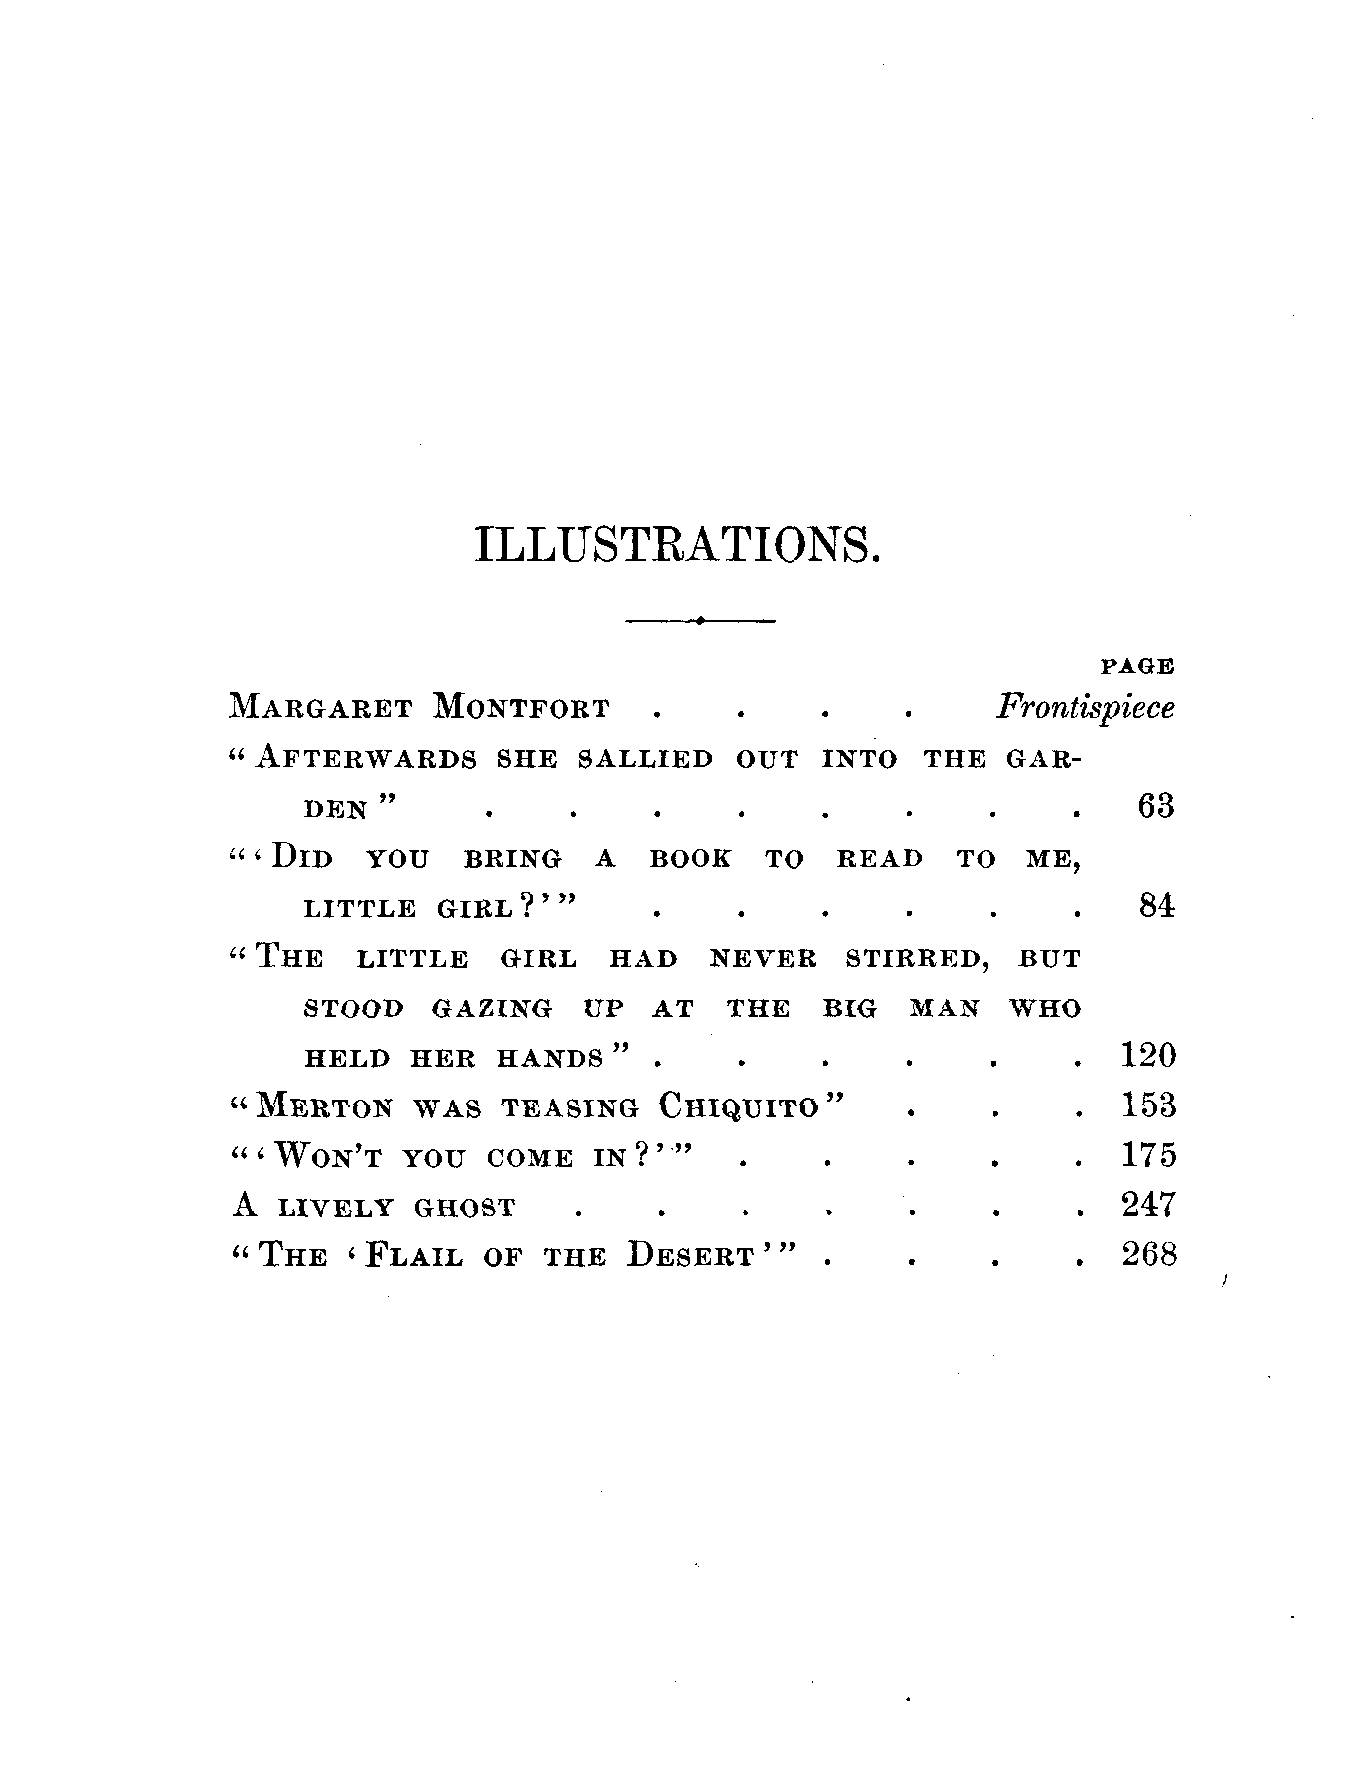 ILLUSTRATIONS.
PAGE
Margaret Montfort . . . . Frontispiece
“Afterwards she sallied out into the gar-
den” . . . . . . . . 63
“‘Did you bring a book to read to me,
little girl?’” . . . . . . 84
“The little girl had never stirred, but
stood gazing up at the big man who
held her hands” . . . . . . 120
“Merton was teasing Chiquito” . . . 153
“‘Won't you come in?’” . . . . . 175
A lively ghost . . . . . . . 247
“The ‘Flail of the Desert’” . . . . 268